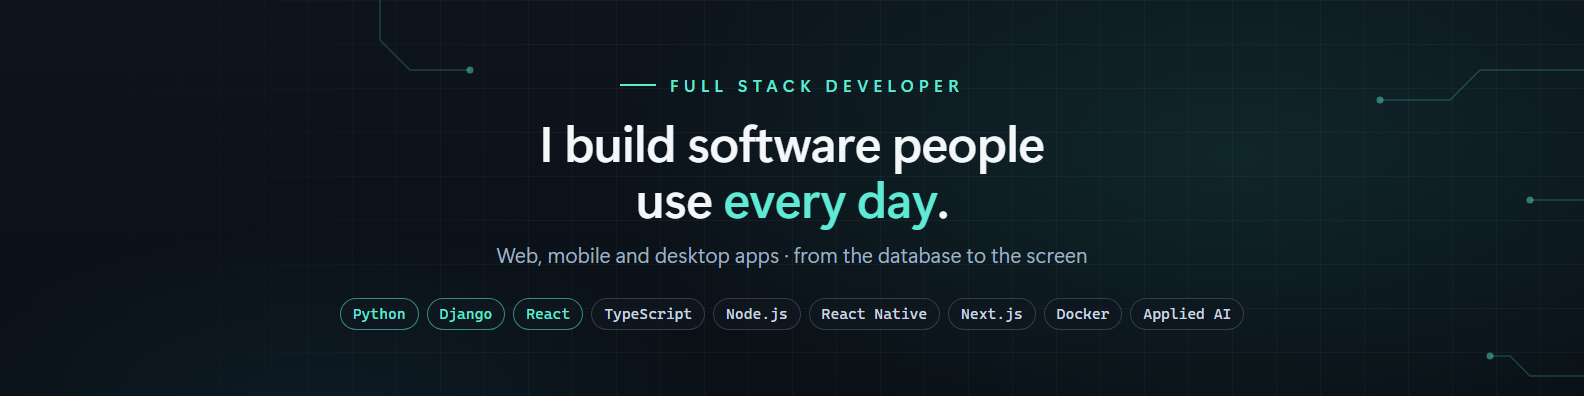 FULL STACK DEVELOPER
I build software people
use every day.
Web, mobile and desktop apps · from the database to the screen
Python Django React TypeScript Node.js React Native Next.js Docker Applied AI